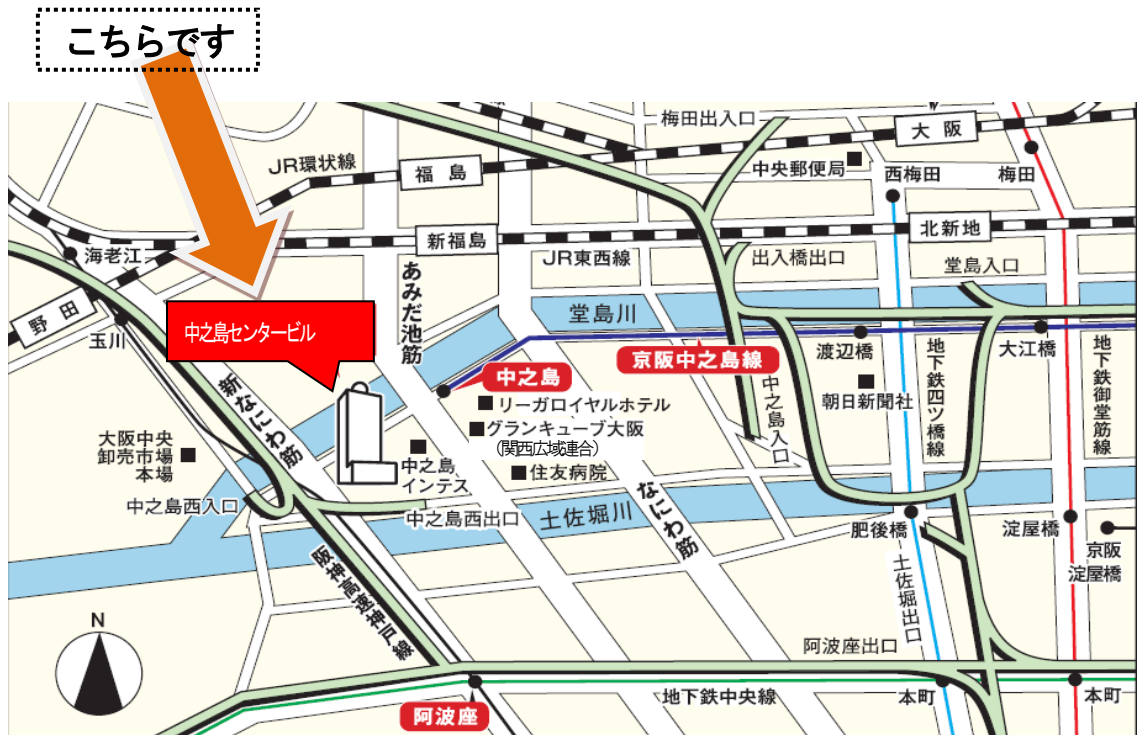 こちらです
梅田出入口
大阪
JR環状線
福島
中央郵便局
西梅田
梅田
海老江
新福島
北新地
JR東西線
出入橋出口
堂島入口
あみだ池筋
野田
玉川
中之島センタービル
堂島川
京阪中之島線
渡辺橋
大江橋
地下鉄四ツ橋線
地下鉄御堂筋線
中之島
中之島入口
朝日新聞社
新なにわ筋
リーガロイヤルホテル
グランキューブ大阪
(関西広域連合)
大阪中央
卸売市場
本場
中之島
インテス
住友病院
なにわ筋
中之島西入口
中之島西出口
土佐堀川
肥後橋
淀屋橋
京阪
淀屋橋
阪神高速神戸線
土佐堀出口
N
阿波座出口
地下鉄中央線
本町
本町
阿波座